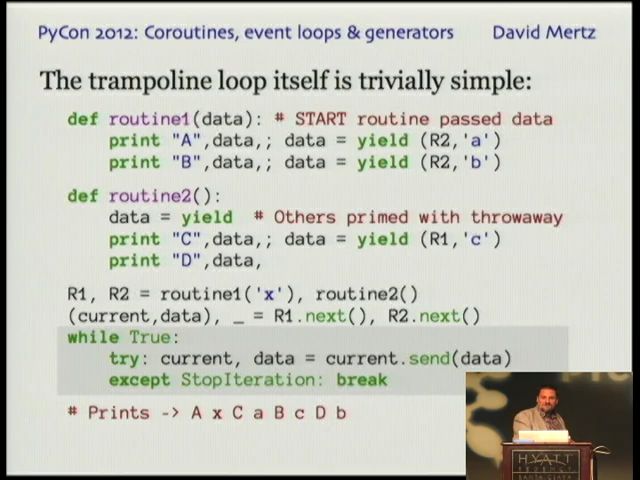 PyCon 2012: Coroutines, event loops & generators David Mertz
The trampoline loop itself is trivially simple:
def routine1(data): # START routine passed data
print "A",data,; data = yield (R2,'a')
print "B",data,; data = yield (R2,'b')
def routine2():
data = yield # Others primed with throwaway
print "C",data,; data = yield (R1,'c')
print "D",data,
R1, R2 = routine1('x'), routine2()
(current,data), _ = R1.next(), R2.next()
while True:
try: current, data = current.send(data)
except StopIteration: break
# Prints -> A x C a B c D b
HYATT
REGENCY
SANTA CLARA